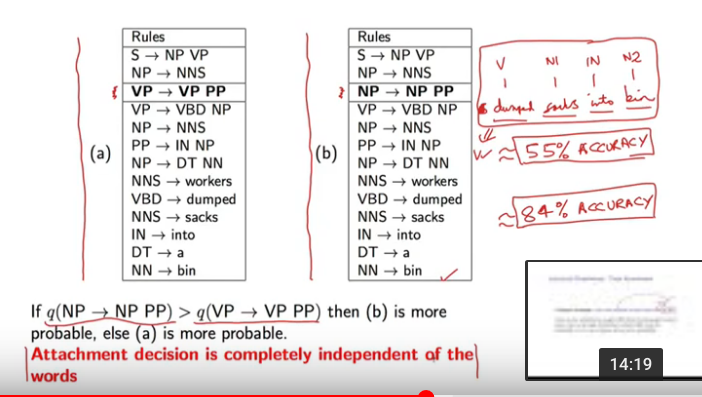 Rules
S → NP VP
NP → NNS
VP → VP PP
VP → VBD NP
NP → NNS
PP → IN NP
NP → DT NN
NNS → workers
VBD → dumped
NNS → sacks
IN → into
DT → a
NN → bin
(a)
Rules
S → NP VP
NP → NNS
NP → NP PP
VP → VBD NP
NP → NNS
PP → IN NP
NP → DT NN
NNS → workers
VBD → dumped
NNS → sacks
IN → into
DT → a
NN → bin
(b)
V N1 IN N2
dumped sacks into bin
≈ 55% ACCURACY
≈ 84% ACCURACY
If q(NP → NP PP) > q(VP → VP PP) then (b) is more
probable, else (a) is more probable.
Attachment decision is completely independent of the
words
14:19